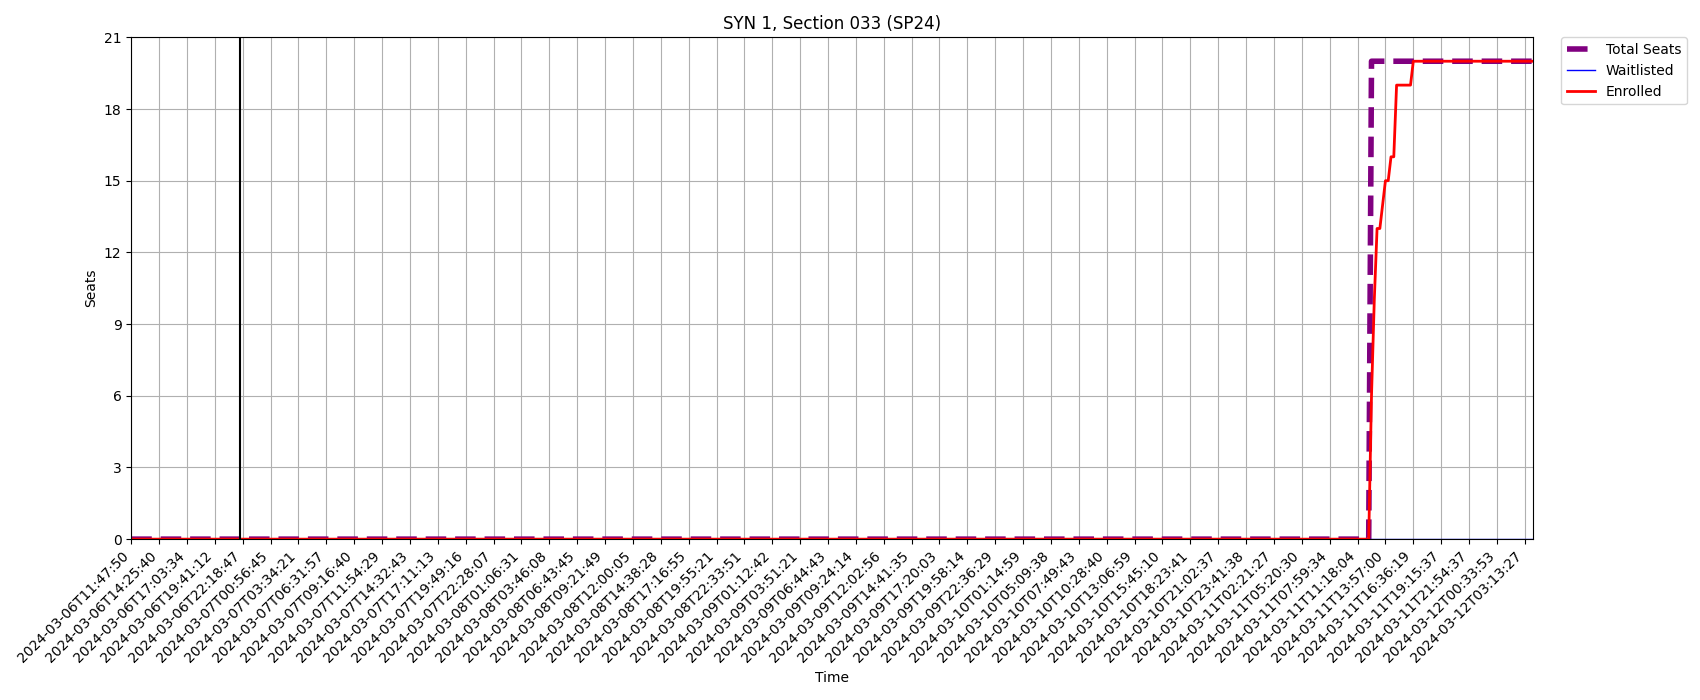 SYN 1, Section 033 (SP24)
21
18
15
12
9
6
3
0
Seats
Total Seats
Waitlisted
Enrolled
2024-03-06T11:47:50
2024-03-06T14:25:40
2024-03-06T17:03:34
2024-03-06T19:41:12
2024-03-06T22:18:47
2024-03-07T00:56:45
2024-03-07T03:34:21
2024-03-07T06:31:57
2024-03-07T09:16:40
2024-03-07T11:54:29
2024-03-07T14:32:43
2024-03-07T17:11:13
2024-03-07T19:49:16
2024-03-07T22:28:07
2024-03-08T01:06:31
2024-03-08T03:46:08
2024-03-08T06:43:45
2024-03-08T09:21:49
2024-03-08T12:00:05
2024-03-08T14:38:28
2024-03-08T17:16:55
2024-03-08T19:55:21
2024-03-08T22:33:51
2024-03-09T01:12:42
2024-03-09T03:51:21
2024-03-09T06:44:43
2024-03-09T09:24:14
2024-03-09T12:02:56
2024-03-09T14:41:35
2024-03-09T17:20:03
2024-03-09T19:58:14
2024-03-09T22:36:29
2024-03-10T01:14:59
2024-03-10T05:09:38
2024-03-10T07:49:43
2024-03-10T10:28:40
2024-03-10T13:06:59
2024-03-10T15:45:10
2024-03-10T18:23:41
2024-03-10T21:02:37
2024-03-10T23:41:38
2024-03-11T02:21:27
2024-03-11T05:20:30
2024-03-11T07:59:34
2024-03-11T11:18:04
2024-03-11T13:57:00
2024-03-11T16:36:19
2024-03-11T19:15:37
2024-03-11T21:54:37
2024-03-12T00:33:53
2024-03-12T03:13:27
Time